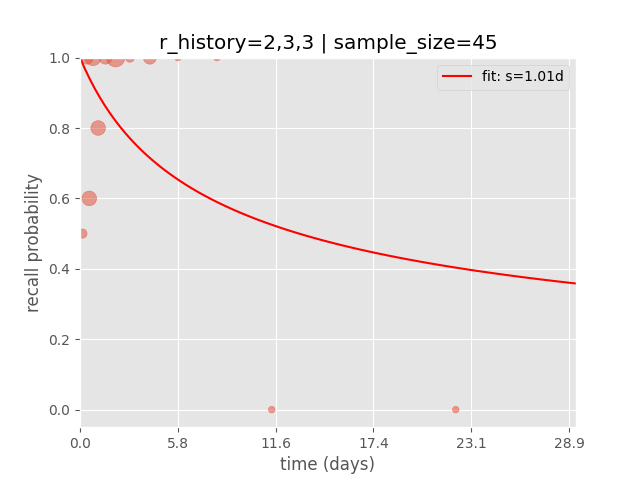 r_history=2,3,3 | sample_size=45
fit: s=1.01d
recall probability
1.0
0.8
0.6
0.4
0.2
0.0
0.0 5.8 11.6 17.4 23.1 28.9
time (days)